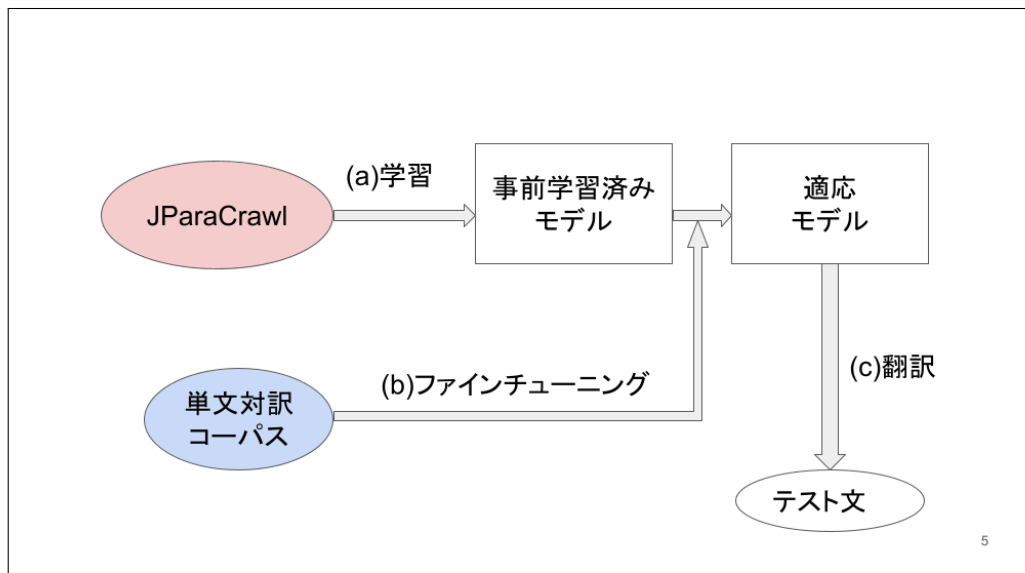 (a)学習
JParaCrawl
事前学習済み
モデル
適応
モデル
(b)ファインチューニング
(c)翻訳
単文対訳
コーパス
テスト文
5